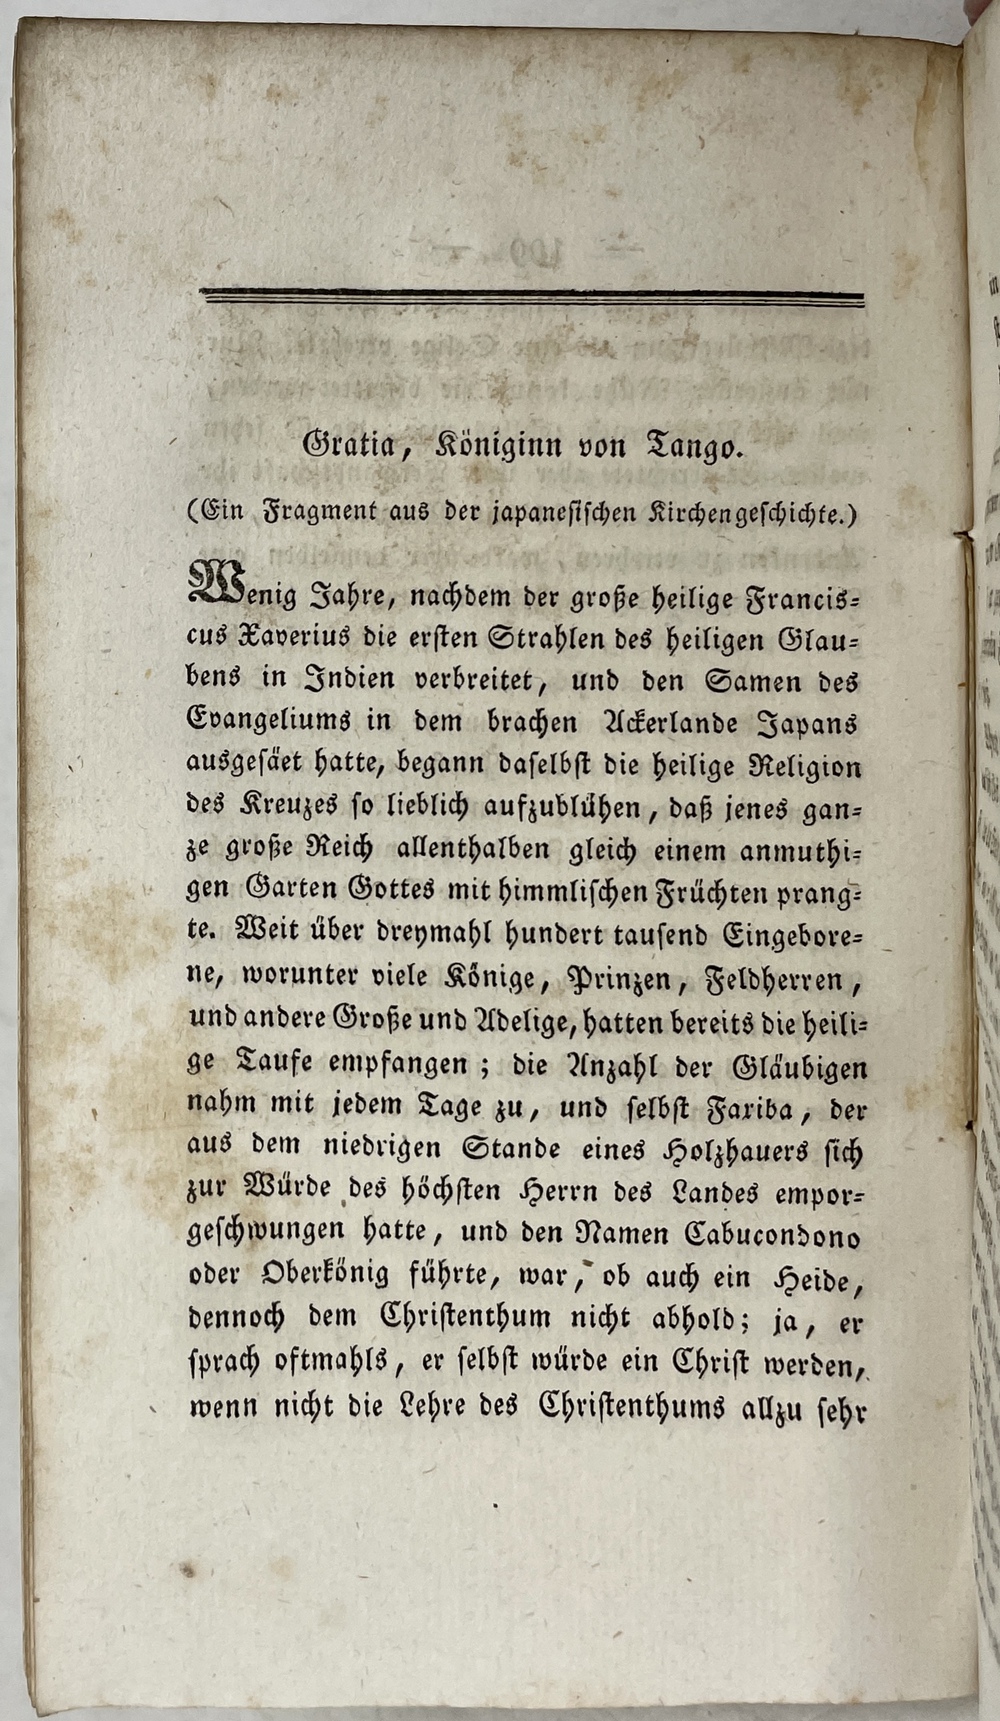 Gratia, Königinn von Tango.
(Ein Fragment aus der japanesischen Kirchengeschichte.)
Wenig Jahre, nachdem der große heilige Francis=
cus Xaverius die ersten Strahlen des heiligen Glau=
bens in Indien verbreitet, und den Samen des
Evangeliums in dem brachen Ackerlande Japans
ausgesäet hatte, begann daselbst die heilige Religion
des Kreuzes so lieblich aufzublühen, daß jenes gan=
ze große Reich allenthalben gleich einem anmuthi=
gen Garten Gottes mit himmlischen Früchten prang=
te. Weit über dreymahl hundert tausend Eingebore=
ne, worunter viele Könige, Prinzen, Feldherren,
und andere Große und Adelige, hatten bereits die heili=
ge Taufe empfangen; die Anzahl der Gläubigen
nahm mit jedem Tage zu, und selbst Fariba, der
aus dem niedrigen Stande eines Holzhauers sich
zur Würde des höchsten Herrn des Landes empor=
geschwungen hatte, und den Namen Cabucondono
oder Oberkönig führte, war, ob auch ein Heide,
dennoch dem Christenthum nicht abhold; ja, er
sprach oftmahls, er selbst würde ein Christ werden,
wenn nicht die Lehre des Christenthums allzu sehr